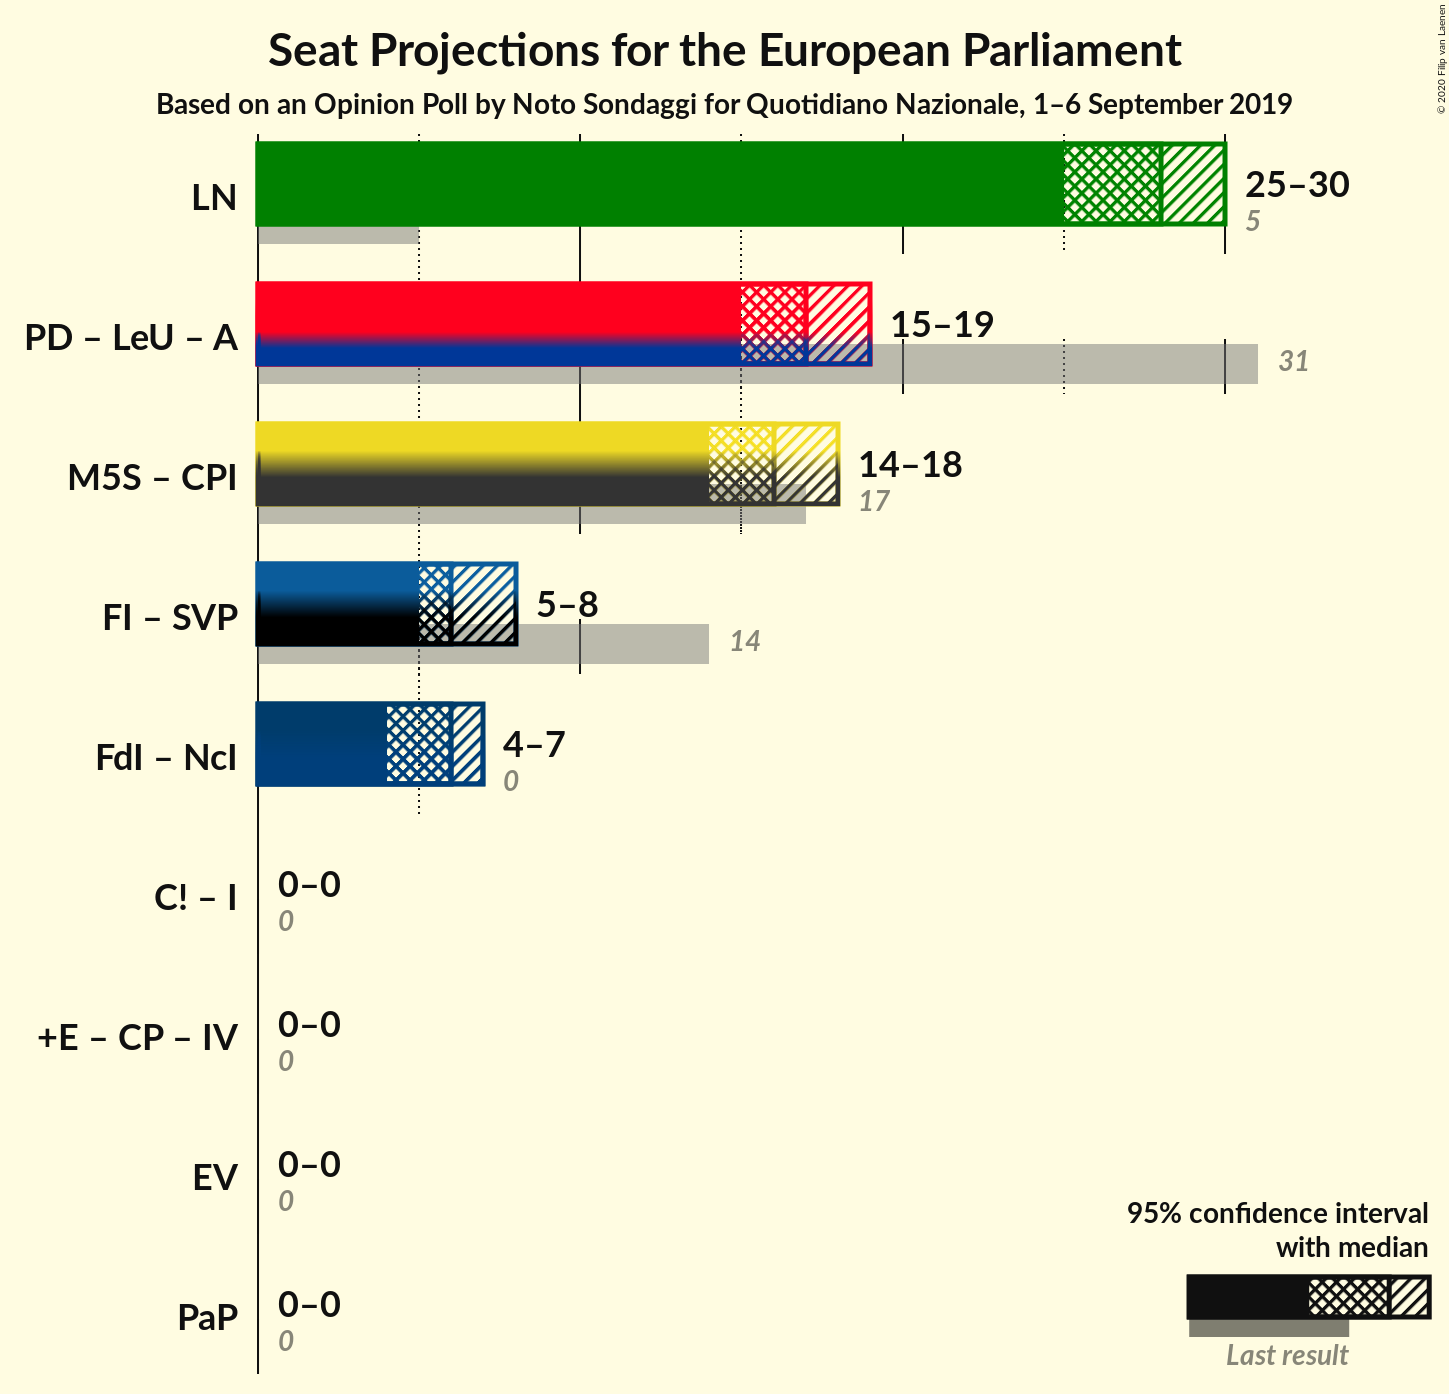 Seat Projections for the European Parliament
Based on an Opinion Poll by Noto Sondaggi for Quotidiano Nazionale, 1–6 September 2019
© 2020 Filip van Laenen
LN
25–30
5
PD – LeU – A
15–19
31
M5S – CPI
14–18
17
FI – SVP
5–8
14
FdI – NcI
4–7
0
C! – I
0–0
0
+E – CP – IV
0–0
0
EV
0–0
0
PaP
0–0
0
95% confidence interval
with median
Last result